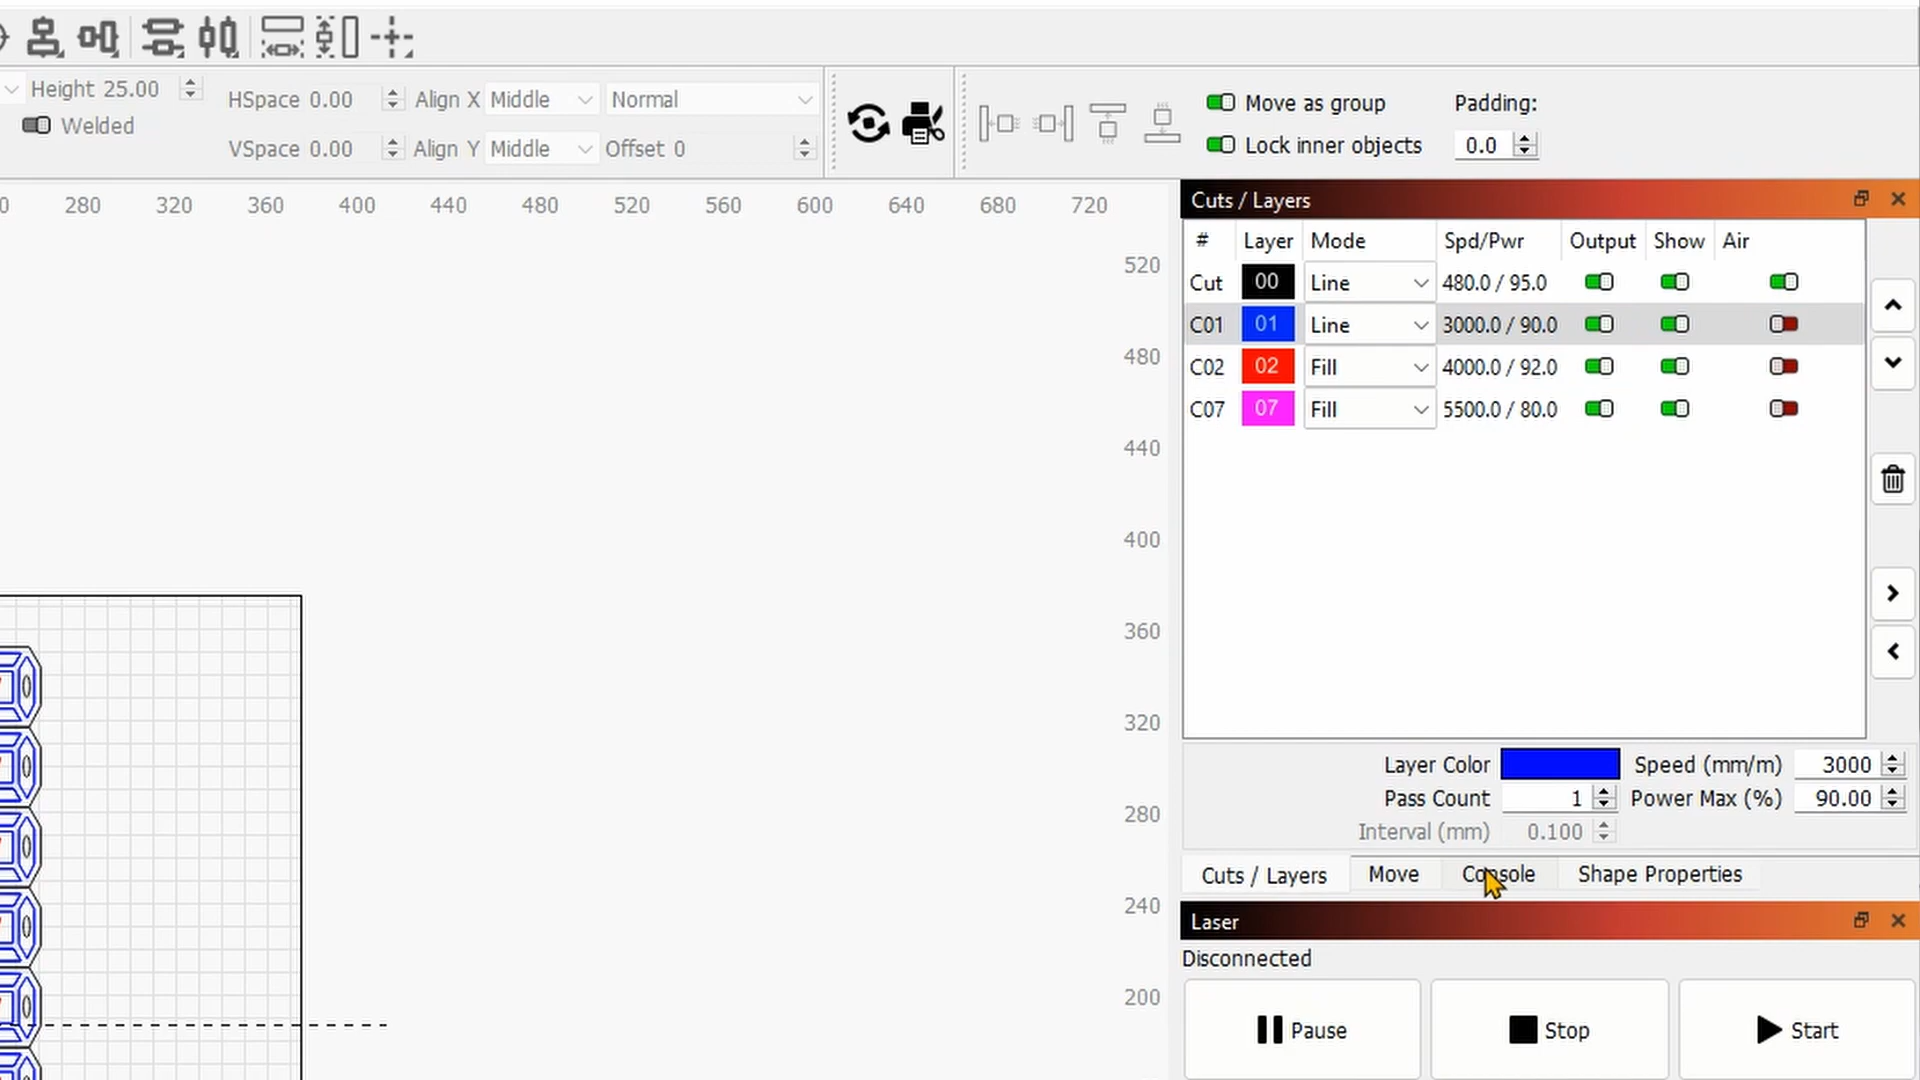 Height 25.00
Welded
HSpace 0.00
VSpace 0.00
Align X Middle
Align Y Middle
Normal
Offset 0
Move as group
Lock inner objects
Padding:
0.0
0 280 320 360 400 440 480 520 560 600 640 680 720
520
480
440
400
360
320
280
240
200
Cuts / Layers
# Layer Mode Spd/Pwr Output Show Air
Cut 00 Line 480.0 / 95.0
C01 01 Line 3000.0 / 90.0
C02 02 Fill 4000.0 / 92.0
C07 07 Fill 5500.0 / 80.0
Layer Color Speed (mm/m) 3000
Pass Count 1 Power Max (%) 90.00
Interval (mm) 0.100
Cuts / Layers Move Console Shape Properties
Laser
Disconnected
Pause Stop Start